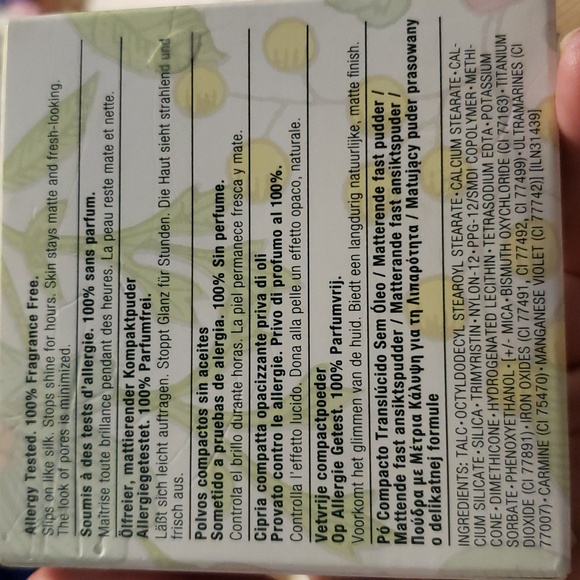 Allergy Tested. 100% Fragrance Free.
Slips on like silk. Stops shine for hours. Skin stays matte and fresh-looking.
The look of pores is minimized.
Soumis à des tests d'allergie. 100% sans parfum.
Maîtrise toute brillance pendant des heures. La peau reste mate et nette.
Ölfreier, mattierender Kompaktpuder
Allergiegetestet. 100% Parfumfrei.
Läßt sich leicht auftragen. Stoppt Glanz für Stunden. Die Haut sieht strahlend und
frisch aus.
Polvos compactos sin aceites
Sometido a pruebas de alergia. 100% Sin perfume.
Controla el brillo durante horas. La piel permanece fresca y mate.
Cipria compatta opacizzante priva di oli
Provato contro le allergie. Privo di profumo al 100%.
Controlla l'effetto lucido. Dona alla pelle un effetto opaco, naturale.
Vetvrije compactpoeder
Op Allergie Getest. 100% Parfumvrij.
Voorkomt het glimmen van de huid. Biedt een langdurig natuurlijke, matte finish.
Pó Compacto Translúcido Sem Óleo / Matterende fast pudder /
Mattende fast ansiktspudder / Matterande fast ansiktspuder /
Πούδρα με Μέτρια Κάλυψη για τη Λιπαρότητα / Matujący puder prasowany
o delikatnej formule
INGREDIENTS: TALC • OCTYLDODECYL STEAROYL STEARATE • CALCIUM STEARATE • CAL-
CIUM SILICATE • SILICA • TRIMYRISTIN • NYLON-12 • PPG-12/SMDI COPOLYMER • METHI-
CONE • DIMETHICONE • HYDROGENATED LECITHIN • TETRASODIUM EDTA • POTASSIUM
SORBATE • PHENOXYETHANOL • [+/- MICA • BISMUTH OXYCHLORIDE (CI 77163) • TITANIUM
DIOXIDE (CI 77891) • IRON OXIDES (CI 77491, CI 77492, CI 77499) • ULTRAMARINES (CI
77007) • CARMINE (CI 75470) • MANGANESE VIOLET (CI 77742)] [ILN31439]